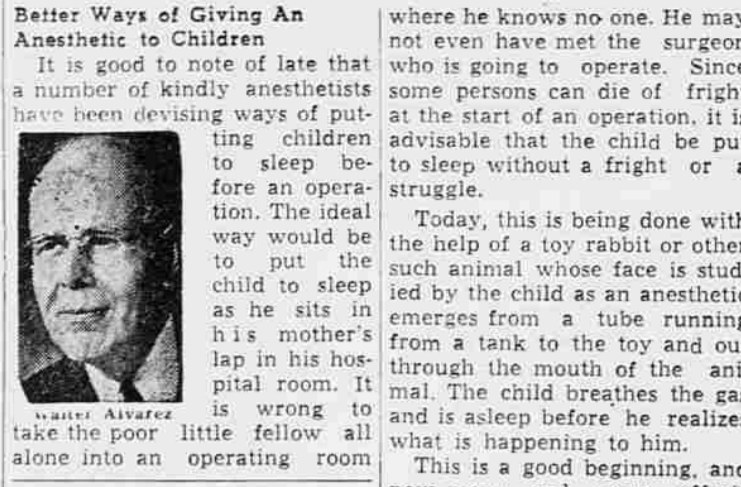 Better Ways of Giving An
Anesthetic to Children
It is good to note of late that
a number of kindly anesthetists
have been devising ways of put-
ting children
to sleep be-
fore an opera-
tion. The ideal
way would be
to put the
child to sleep
as he sits in
his mother's
lap in his hos-
pital room. It
is wrong to
Walter Alvarez
take the poor little fellow all
alone into an operating room
where he knows no one. He may
not even have met the surgeon
who is going to operate. Since
some persons can die of frigh
at the start of an operation, it is
advisable that the child be pu
to sleep without a fright or a
struggle.
Today, this is being done with
the help of a toy rabbit or other
such animal whose face is stud
ied by the child as an anesthetic
emerges from a tube running
from a tank to the toy and ou
through the mouth of the ani
mal. The child breathes the gas
and is asleep before he realizes
what is happening to him.
This is a good beginning, and